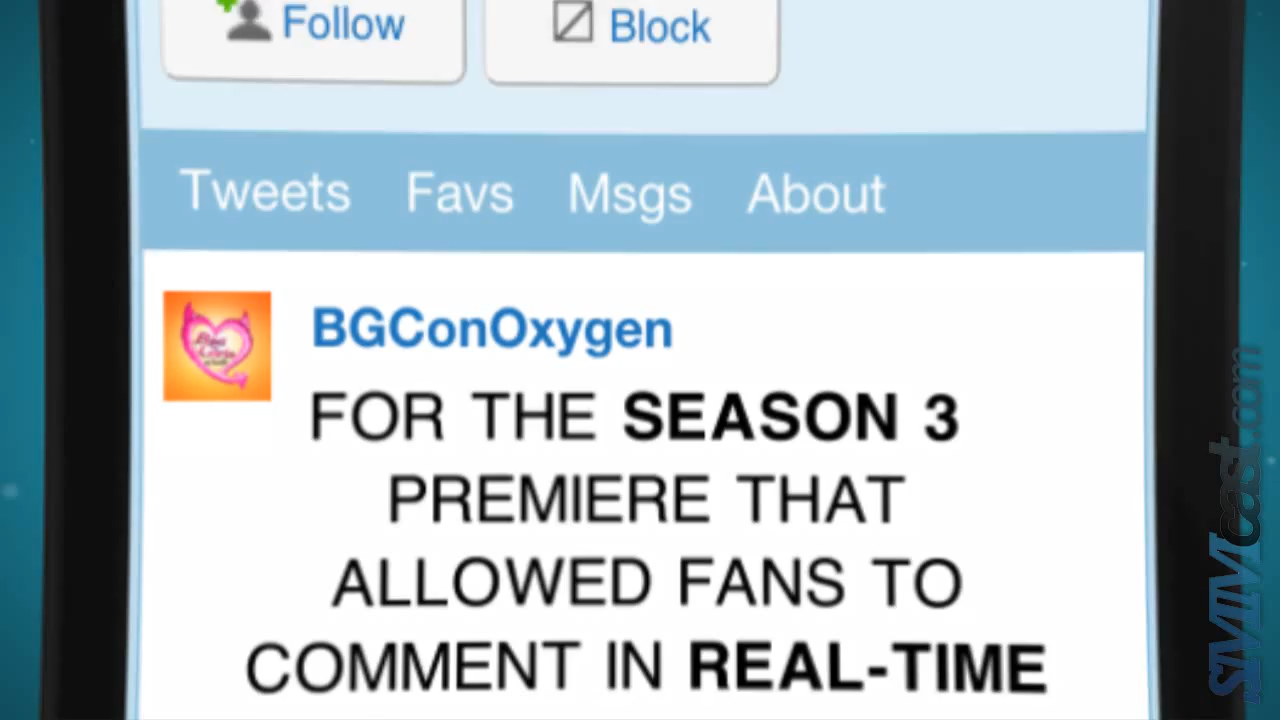 Follow
Block
Tweets Favs Msgs About
BGConOxygen
FOR THE SEASON 3
PREMIERE THAT
ALLOWED FANS TO
COMMENT IN REAL-TIME
SMIMcast.com